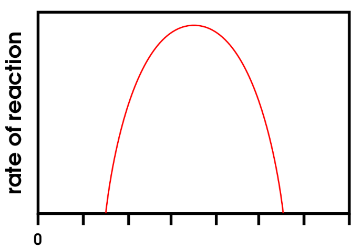 rate of reaction
0